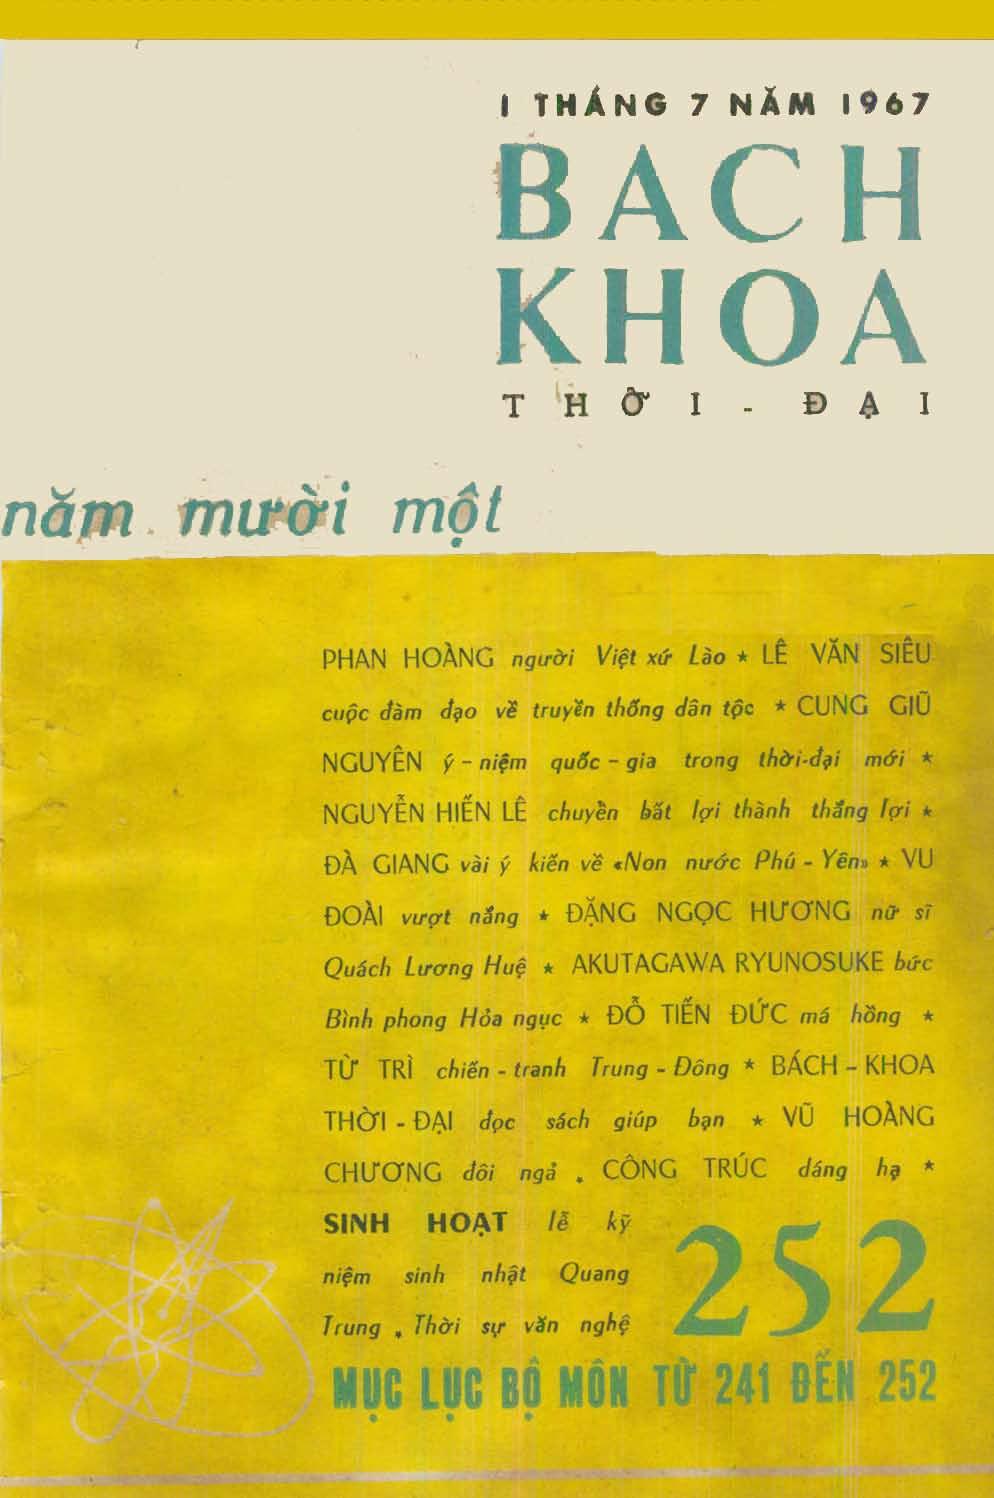 1 THÁNG 7 NĂM 1967
BACH
KHOA
THỜI - ĐẠI
năm mười một
PHAN HOÀNG người Việt xứ Lào ★ LÊ VĂN SIÊU
cuộc đàm đạo về truyền thống dân tộc ★ CUNG GIŨ
NGUYÊN ý - niệm quốc - gia trong thời-đại mới ★
NGUYỄN HIẾN LÊ chuyển bất lợi thành thắng lợi ★
ĐÀ GIANG vài ý kiến về «Non nước Phú - Yên» ★ VU
ĐOÀI vượt nắng ★ ĐẶNG NGỌC HƯƠNG nữ sĩ
Quách Lương Huệ ★ AKUTAGAWA RYUNOSUKE bức
Bình phong Hỏa ngục ★ ĐỖ TIẾN ĐỨC má hồng ★
TỪ TRÌ chiến - tranh Trung - Đông ★ BÁCH - KHOA
THỜI - ĐẠI đọc sách giúp bạn ★ VŨ HOÀNG
CHƯƠNG đôi ngả ★ CÔNG TRÚC dáng hạ ★
SINH HOẠT lễ kỷ
niệm sinh nhật Quang
Trung ★ Thời sự văn nghệ
252
MỤC LỤC BỘ MÔN TỪ 241 ĐẾN 252